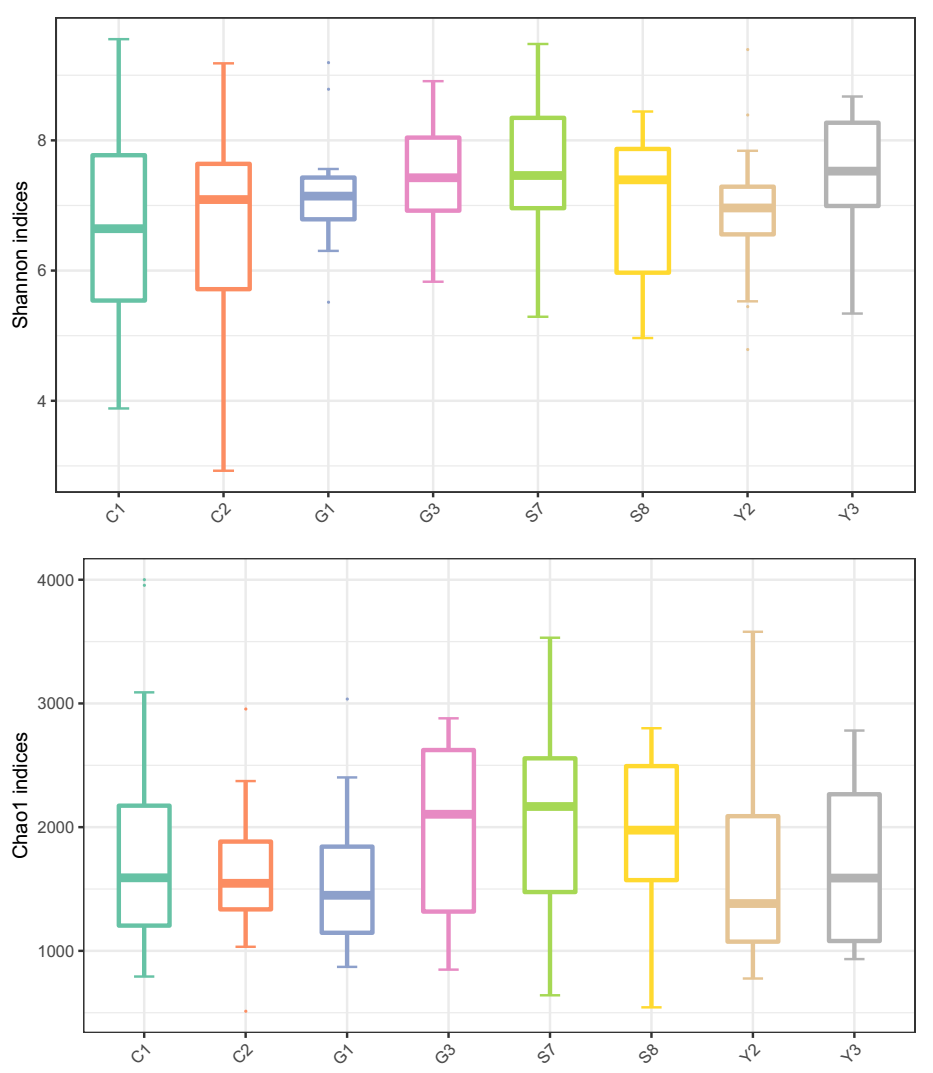 Shannon indices
8
6
4
C1 C2 G1 G3 S7 S8 Y2 Y3
Chao1 indices
4000
3000
2000
1000
C1 C2 G1 G3 S7 S8 Y2 Y3